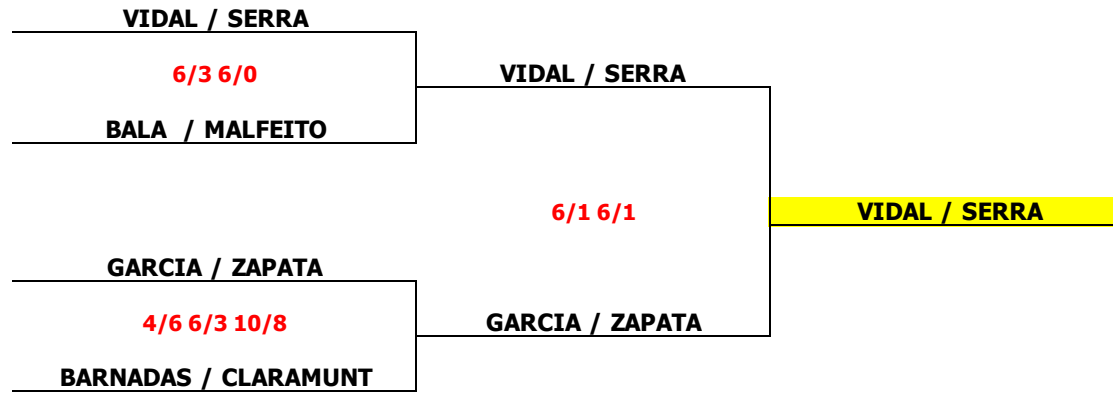 VIDAL / SERRA
6/3 6/0
VIDAL / SERRA
BALA / MALFEITO
6/1 6/1
VIDAL / SERRA
GARCIA / ZAPATA
4/6 6/3 10/8
GARCIA / ZAPATA
BARNADAS / CLARAMUNT